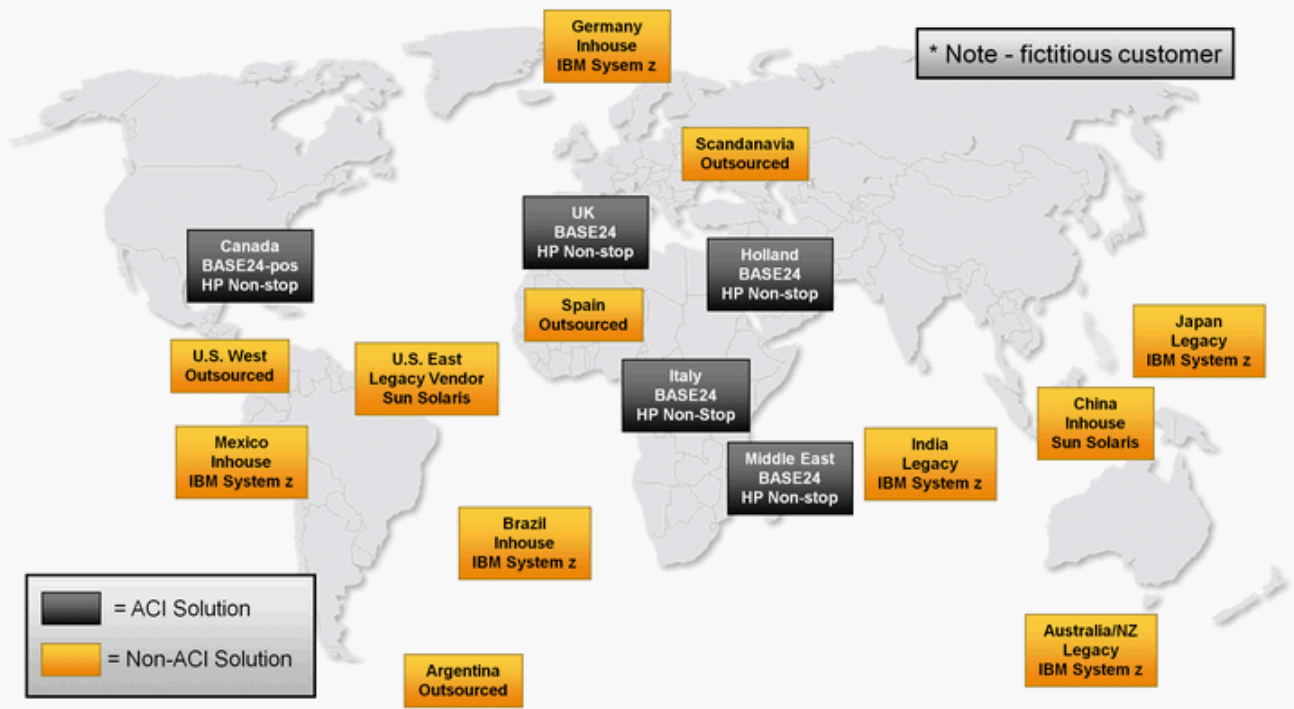 Germany
Inhouse
IBM Sysem z
* Note - fictitious customer
Scandanavia
Outsourced
UK
BASE24
HP Non-stop
Canada
BASE24-pos
HP Non-stop
Holland
BASE24
HP Non-stop
Spain
Outsourced
Japan
Legacy
IBM System z
U.S. West
Outsourced
U.S. East
Legacy Vendor
Sun Solaris
Italy
BASE24
HP Non-Stop
China
Inhouse
Sun Solaris
Mexico
Inhouse
IBM System z
Middle East
BASE24
HP Non-stop
India
Legacy
IBM System z
Brazil
Inhouse
IBM System z
= ACI Solution
= Non-ACI Solution
Australia/NZ
Legacy
IBM System z
Argentina
Outsourced